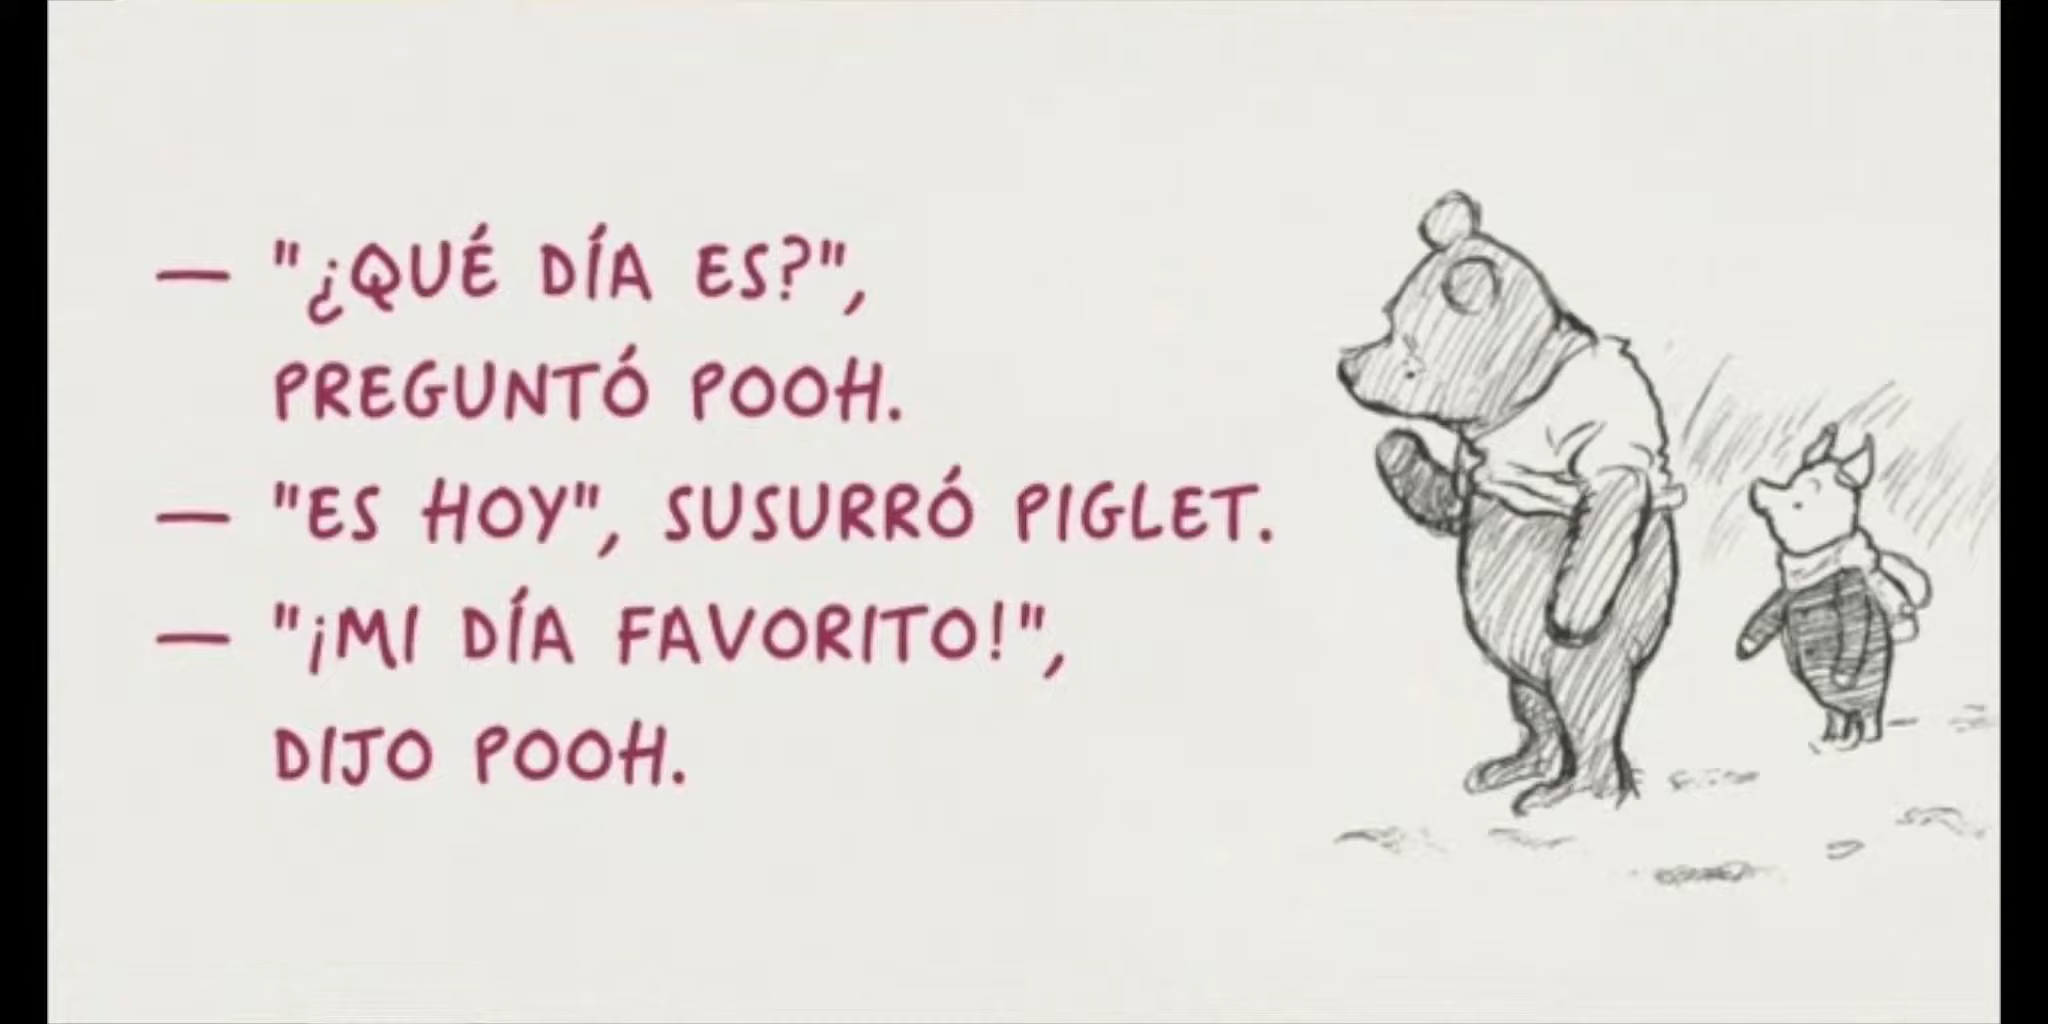 — "¿QUÉ DÍA ES?",
PREGUNTÓ POOH.
— "ES HOY", SUSURRÓ PIGLET.
— "¡MI DÍA FAVORITO!",
DIJO POOH.